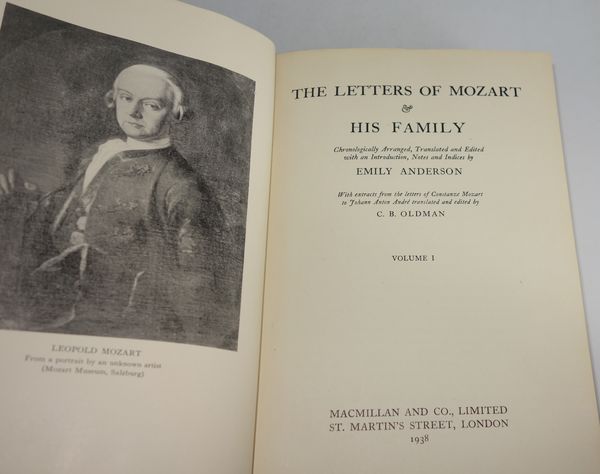 LEOPOLD MOZART
From a portrait by an unknown artist
(Mozart Museum, Salzburg)
THE LETTERS OF MOZART
&
HIS FAMILY
Chronologically Arranged, Translated and Edited
with an Introduction, Notes and Indices by
EMILY ANDERSON
With extracts from the letters of Constanze Mozart
to Johann Anton André translated and edited by
C. B. OLDMAN
VOLUME I
MACMILLAN AND CO., LIMITED
ST. MARTIN'S STREET, LONDON
1938